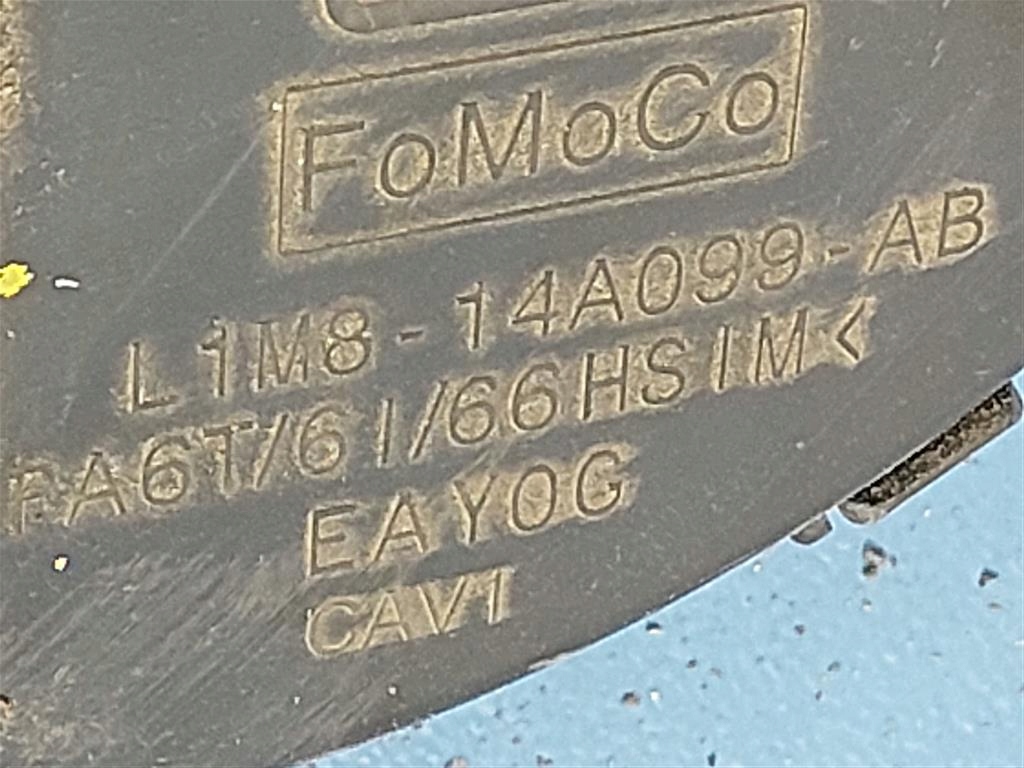 FoMoCo
L1M8-14A099-AB
PA6T/6I/66HSIM<
EAY0G
CAV1